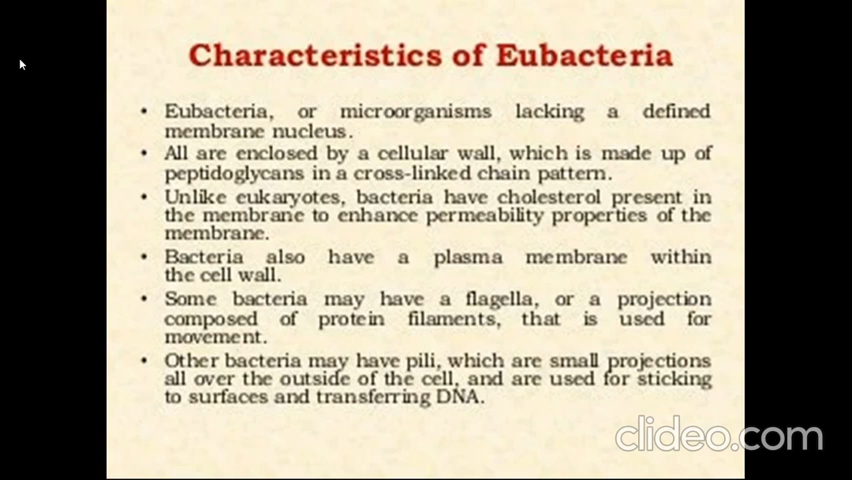 Characteristics of Eubacteria
• Eubacteria, or microorganisms lacking a defined
membrane nucleus.
• All are enclosed by a cellular wall, which is made up of
peptidoglycans in a cross-linked chain pattern.
• Unlike eukaryotes, bacteria have cholesterol present in
the membrane to enhance permeability properties of the
membrane.
• Bacteria also have a plasma membrane within
the cell wall.
• Some bacteria may have a flagella, or a projection
composed of protein filaments, that is used for
movement.
• Other bacteria may have pili, which are small projections
all over the outside of the cell, and are used for sticking
to surfaces and transferring DNA.
clideo.com